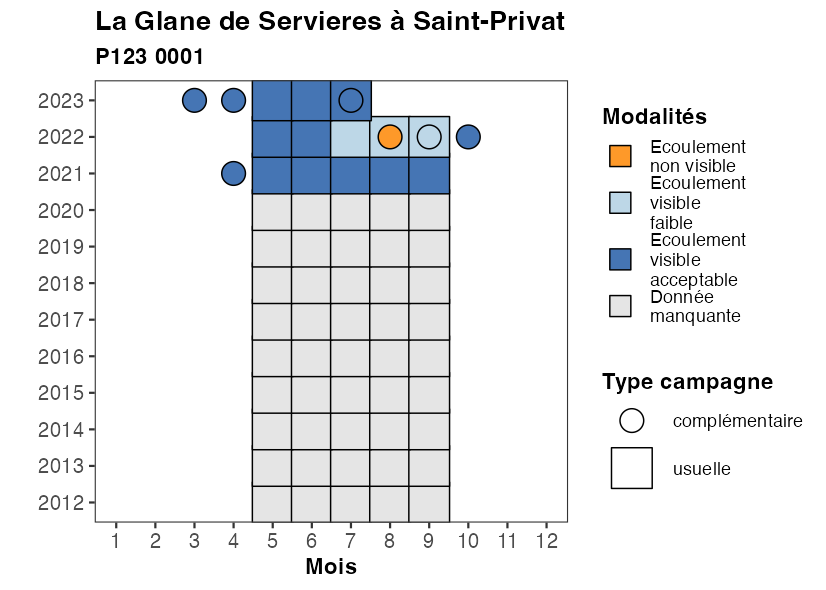 La Glane de Servieres à Saint-Privat
P123 0001
2023
2022
2021
2020
2019
2018
2017
2016
2015
2014
2013
2012
1 2 3 4 5 6 7 8 9 10 11 12
Mois
Modalités
Ecoulement
non visible
Ecoulement
visible
faible
Ecoulement
visible
acceptable
Donnée
manquante
Type campagne
complémentaire
usuelle